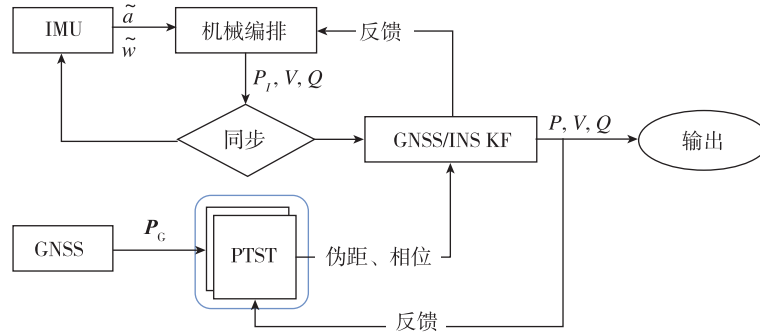 IMU
ã
w̃
机械编排
反馈
P_I, V, Q
同步
GNSS/INS KF
P, V, Q
输出
GNSS
P_G
PTST
伪距、相位
反馈